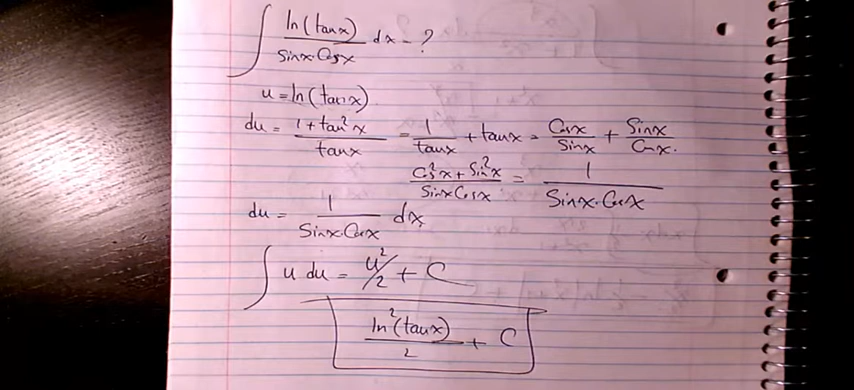 ∫ ln(tanx)/(Sinx·Cosx) dx = ?
u = ln(tanx)
du = (1+tan²x)/tanx = 1/tanx + tanx = Cosx/Sinx + Sinx/Cosx.
(Cos²x + Sin²x)/(Sinx Cosx) = 1/(Sinx·Cosx)
du = 1/(Sinx·Cosx) dx
∫ u du = u²/2 + C
ln²(tanx)/2 + C